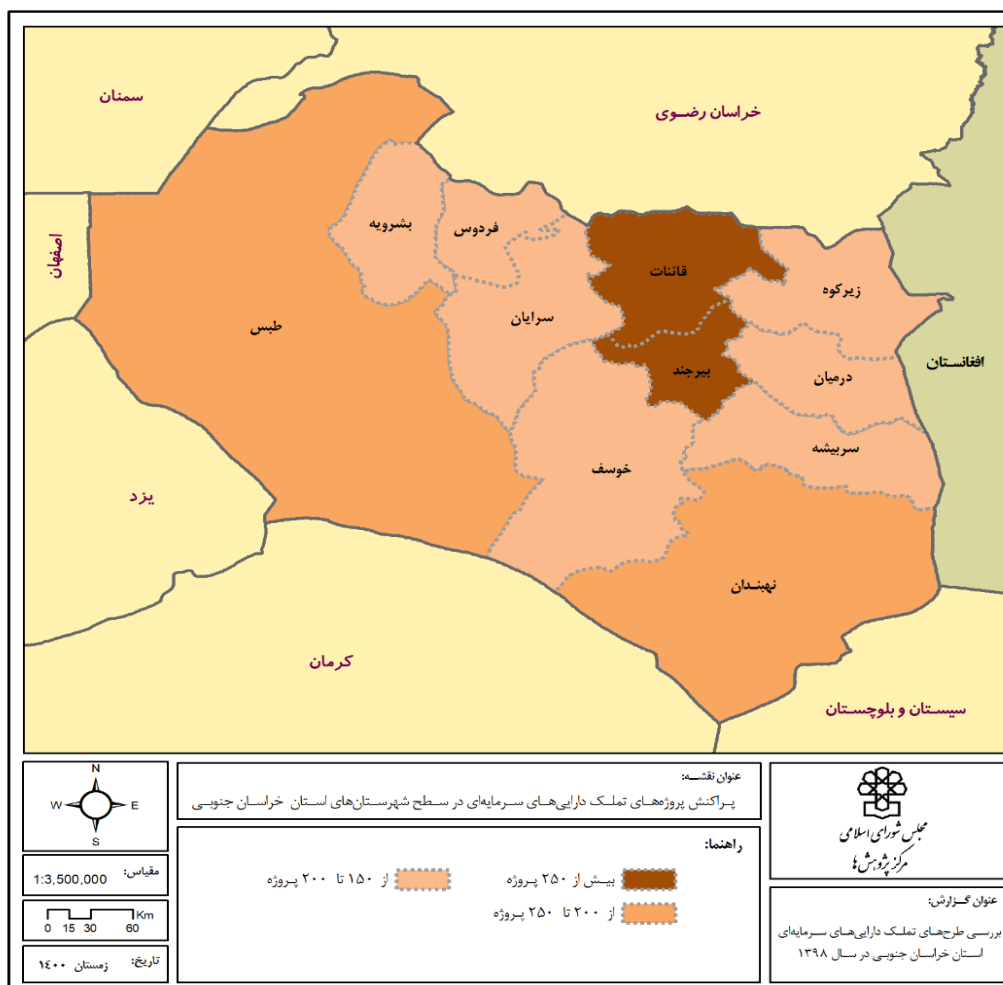 سمنان
خراسان رضوی
اصفهان
بشرویه
فردوس
قائنات
زیرکوه
طبس
سرایان
افغانستان
بیرجند
درمیان
سربیشه
خوسف
یزد
نهبندان
کرمان
سیستان و بلوچستان
N
W E
S
مقیاس: 1:3,500,000
Km
0 15 30 60
تاریخ: زمستان ۱۴۰۰
عنوان نقشه:
پراکنش پروژه‌های تملک دارایی‌های سرمایه‌ای در سطح شهرستان‌های استان خراسان جنوبی
راهنما:
بیش از ۲۵۰ پروژه
از ۱۵۰ تا ۲۰۰ پروژه
از ۲۰۰ تا ۲۵۰ پروژه
مجلس شورای اسلامی
مرکز پژوهش‌ها
عنوان گزارش:
بررسی طرح‌های تملک دارایی‌های سرمایه‌ای
استان خراسان جنوبی در سال ۱۳۹۸